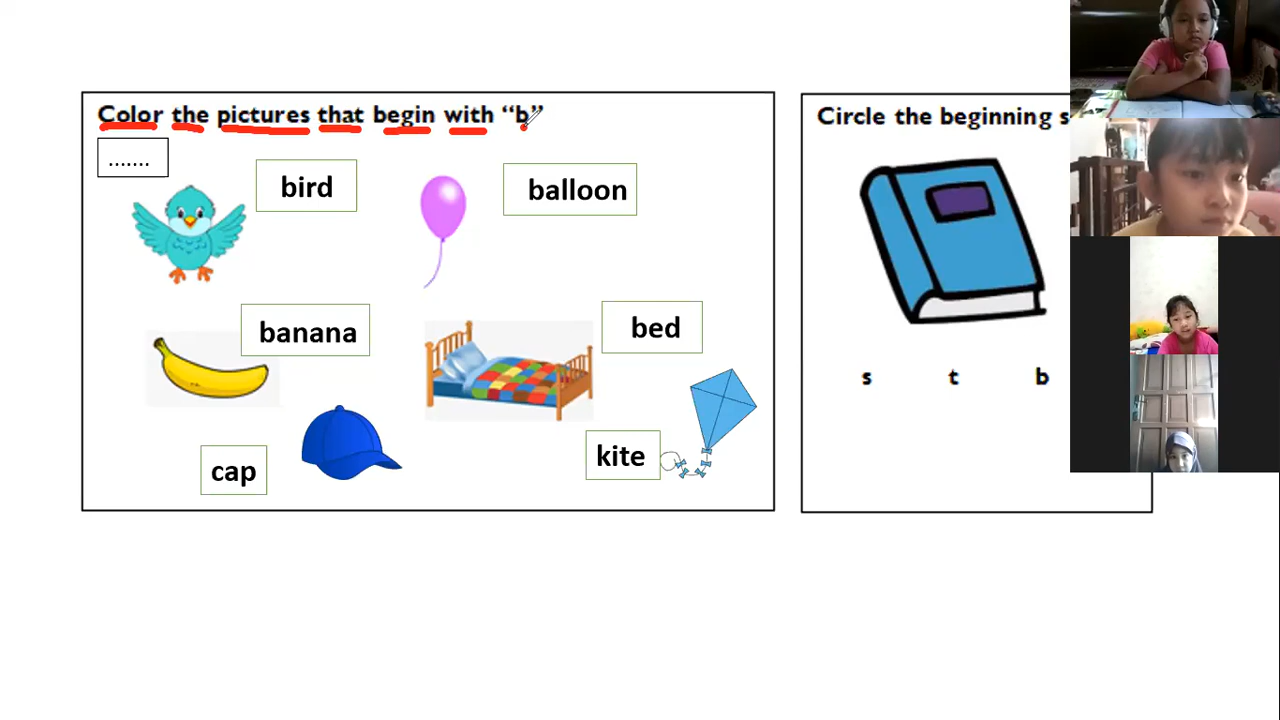 Color the pictures that begin with “b”
.......
bird
balloon
banana
bed
cap
kite
Circle the beginning s
s t b